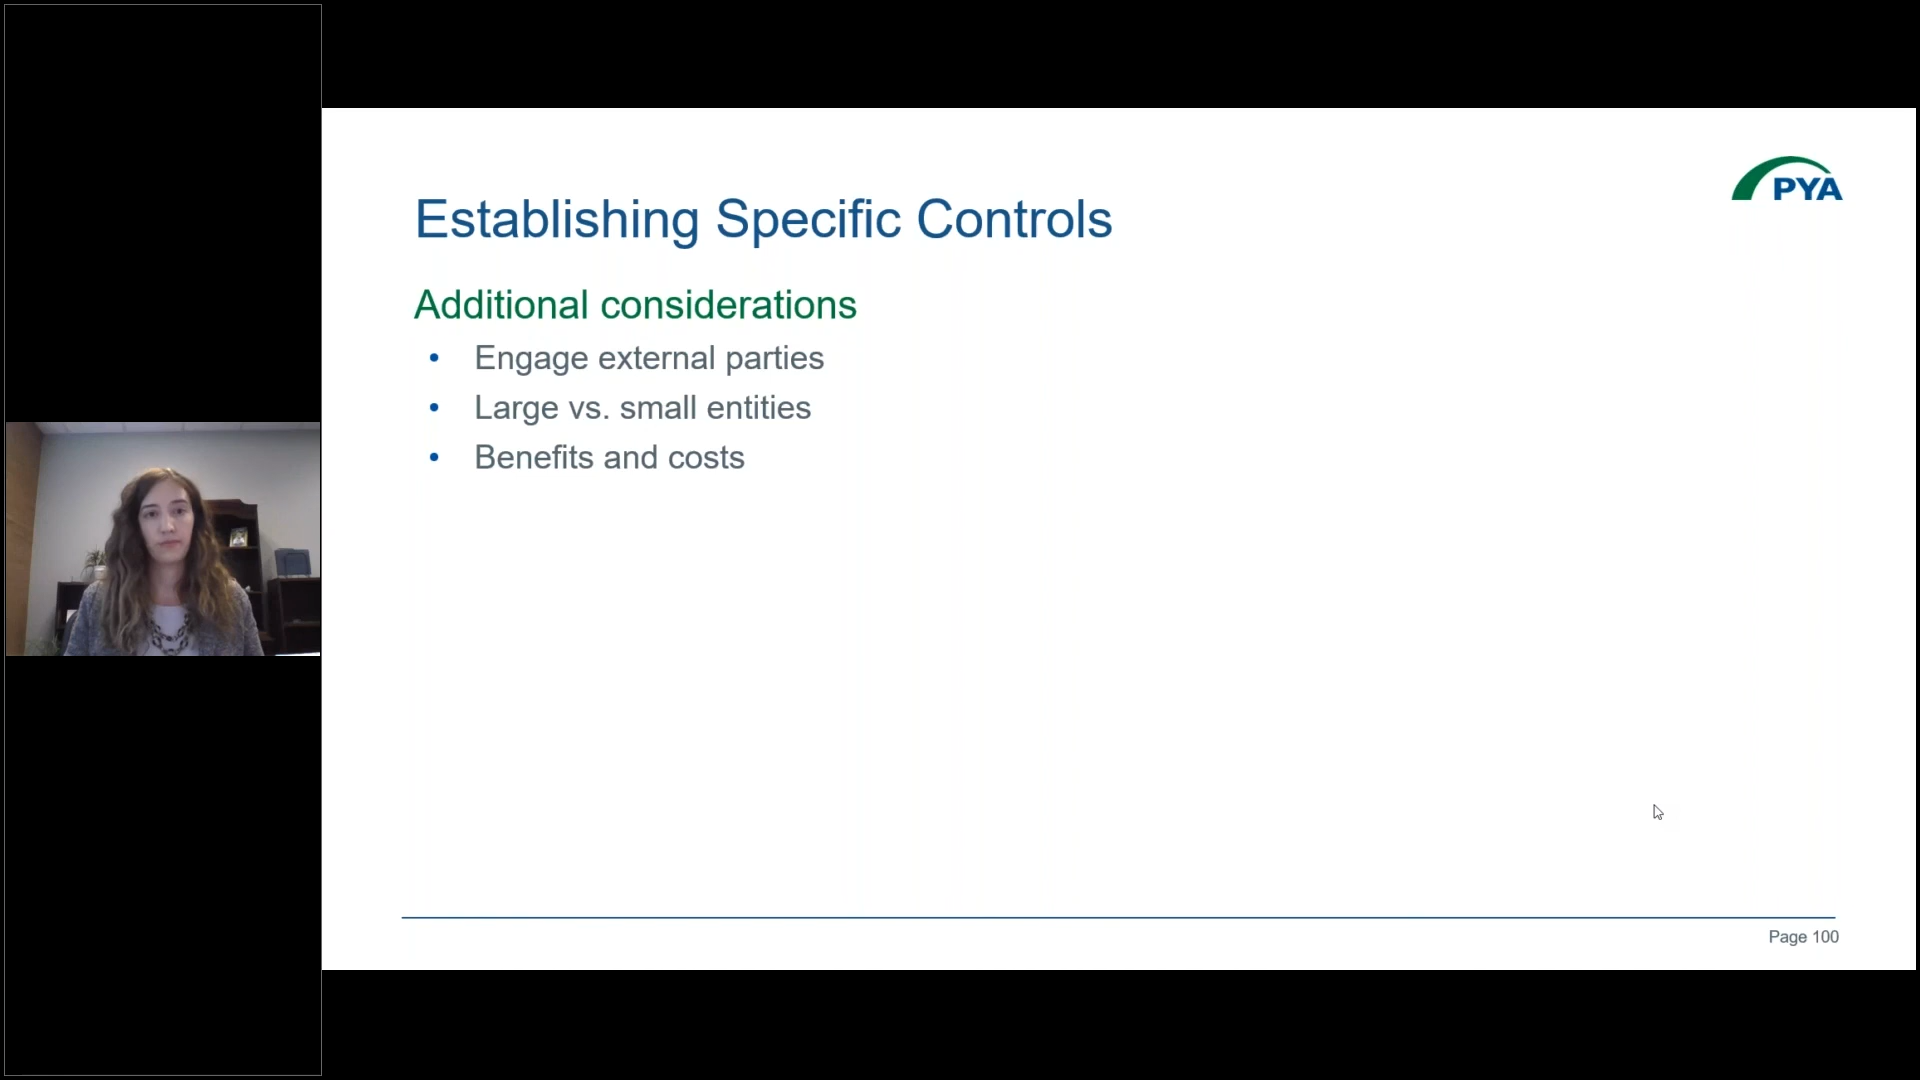 PYA
Establishing Specific Controls
Additional considerations
• Engage external parties
• Large vs. small entities
• Benefits and costs
Page 100